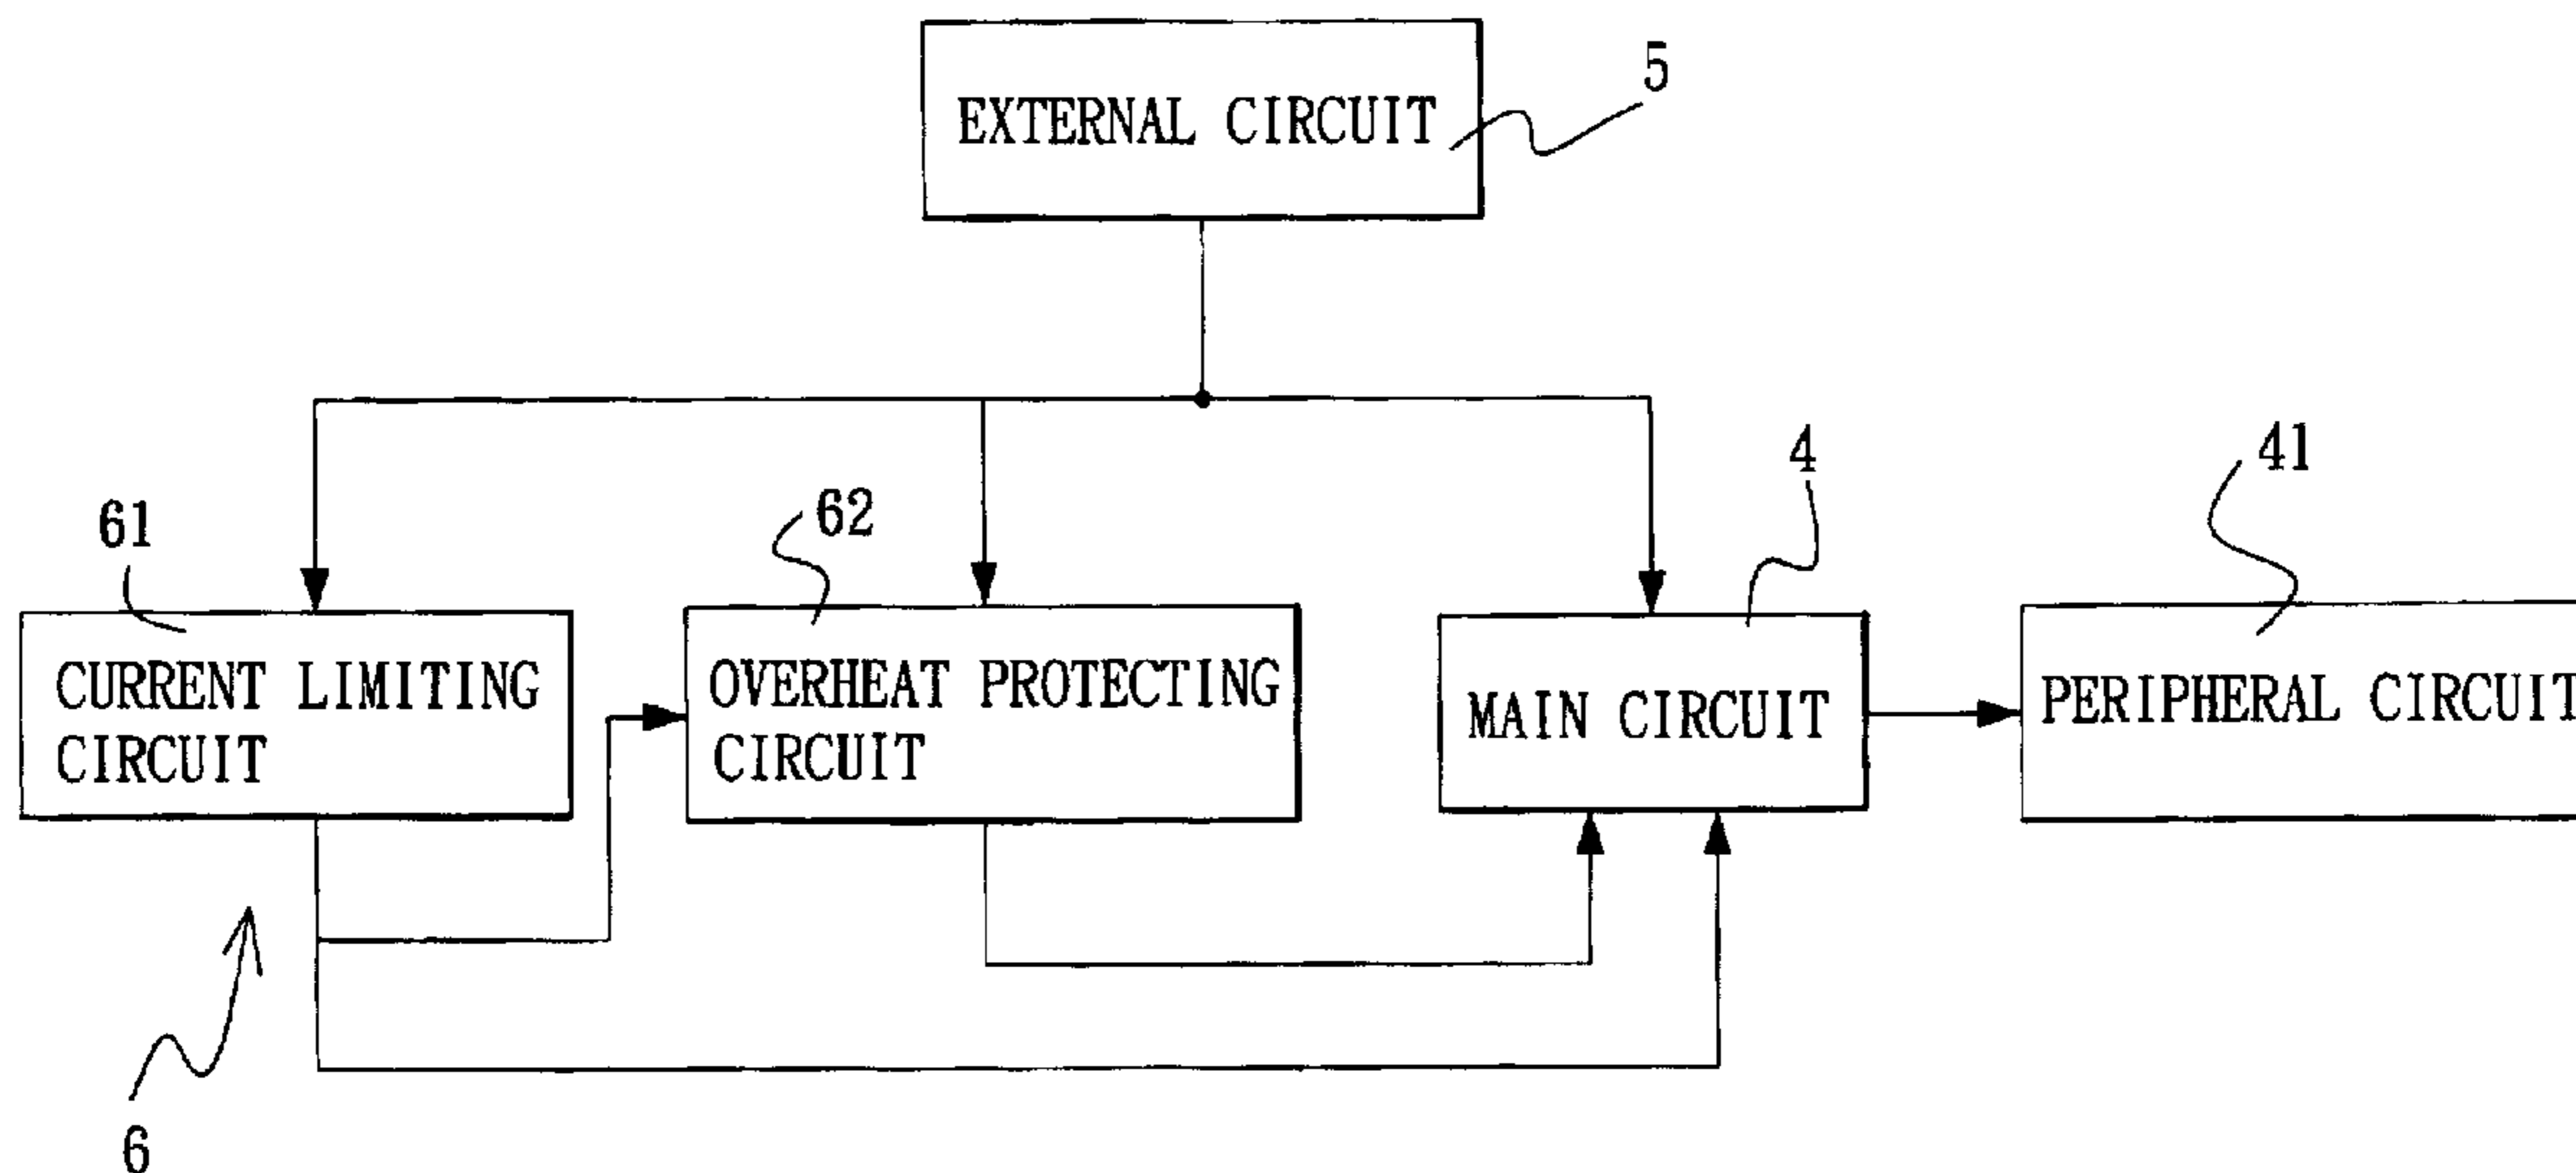 EXTERNAL CIRCUIT
5
61
62
4
41
CURRENT LIMITING
CIRCUIT
OVERHEAT PROTECTING
CIRCUIT
MAIN CIRCUIT
PERIPHERAL CIRCUIT
6